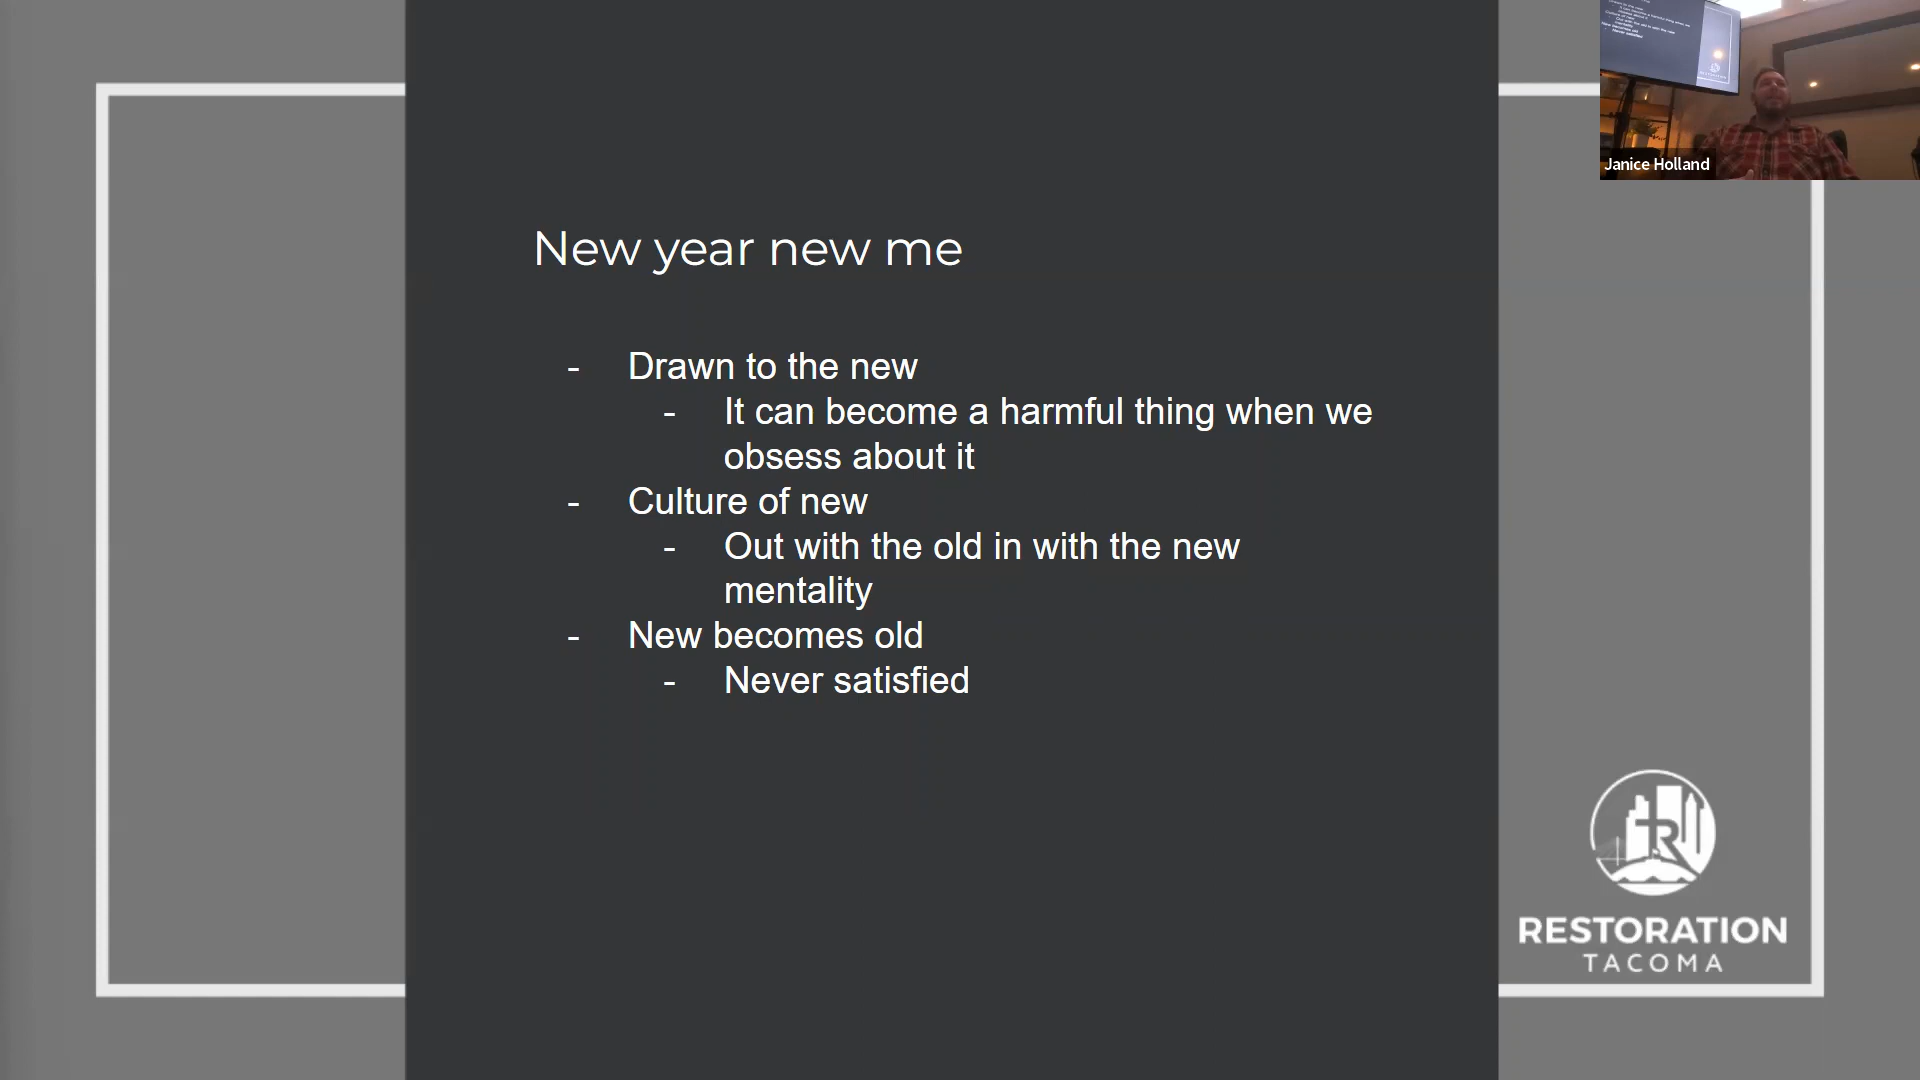 Janice Holland
New year new me
- Drawn to the new
- It can become a harmful thing when we
obsess about it
- Culture of new
- Out with the old in with the new
mentality
- New becomes old
- Never satisfied
RESTORATION
TACOMA